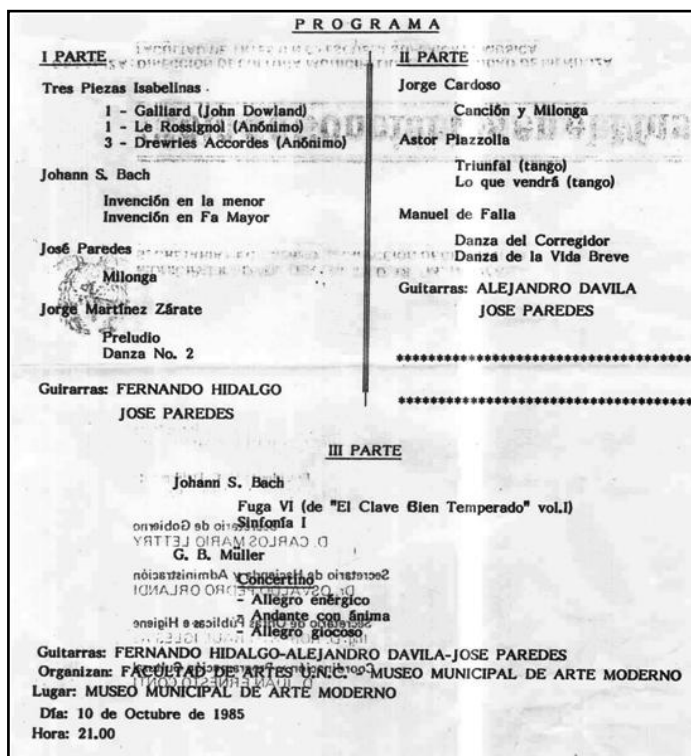 PROGRAMA
I PARTE
Tres Piezas Isabelinas
1 - Galliard (John Dowland)
1 - Le Rossignol (Anónimo)
3 - Drewries Accordes (Anónimo)
Johann S. Bach
Invención en la menor
Invención en Fa Mayor
José Paredes
Milonga
Jorge Martínez Zárate
Preludio
Danza No. 2
Guirarras: FERNANDO HIDALGO
JOSE PAREDES
II PARTE
Jorge Cardoso
Canción y Milonga
Astor Piazzolla
Triunfal (tango)
Lo que vendrá (tango)
Manuel de Falla
Danza del Corregidor
Danza de la Vida Breve
Guitarras: ALEJANDRO DAVILA
JOSE PAREDES
III PARTE
Johann S. Bach
Fuga VI (de "El Clave Bien Temperado" vol.I)
Sinfonía I
G. B. Müller
Concertino
- Allegro enérgico
- Andante con ánima
- Allegro giocoso
Guitarras: FERNANDO HIDALGO-ALEJANDRO DAVILA-JOSE PAREDES
Organizan: FACULTAD DE ARTES U.N.C. - MUSEO MUNICIPAL DE ARTE MODERNO
Lugar: MUSEO MUNICIPAL DE ARTE MODERNO
Día: 10 de Octubre de 1985
Hora: 21.00